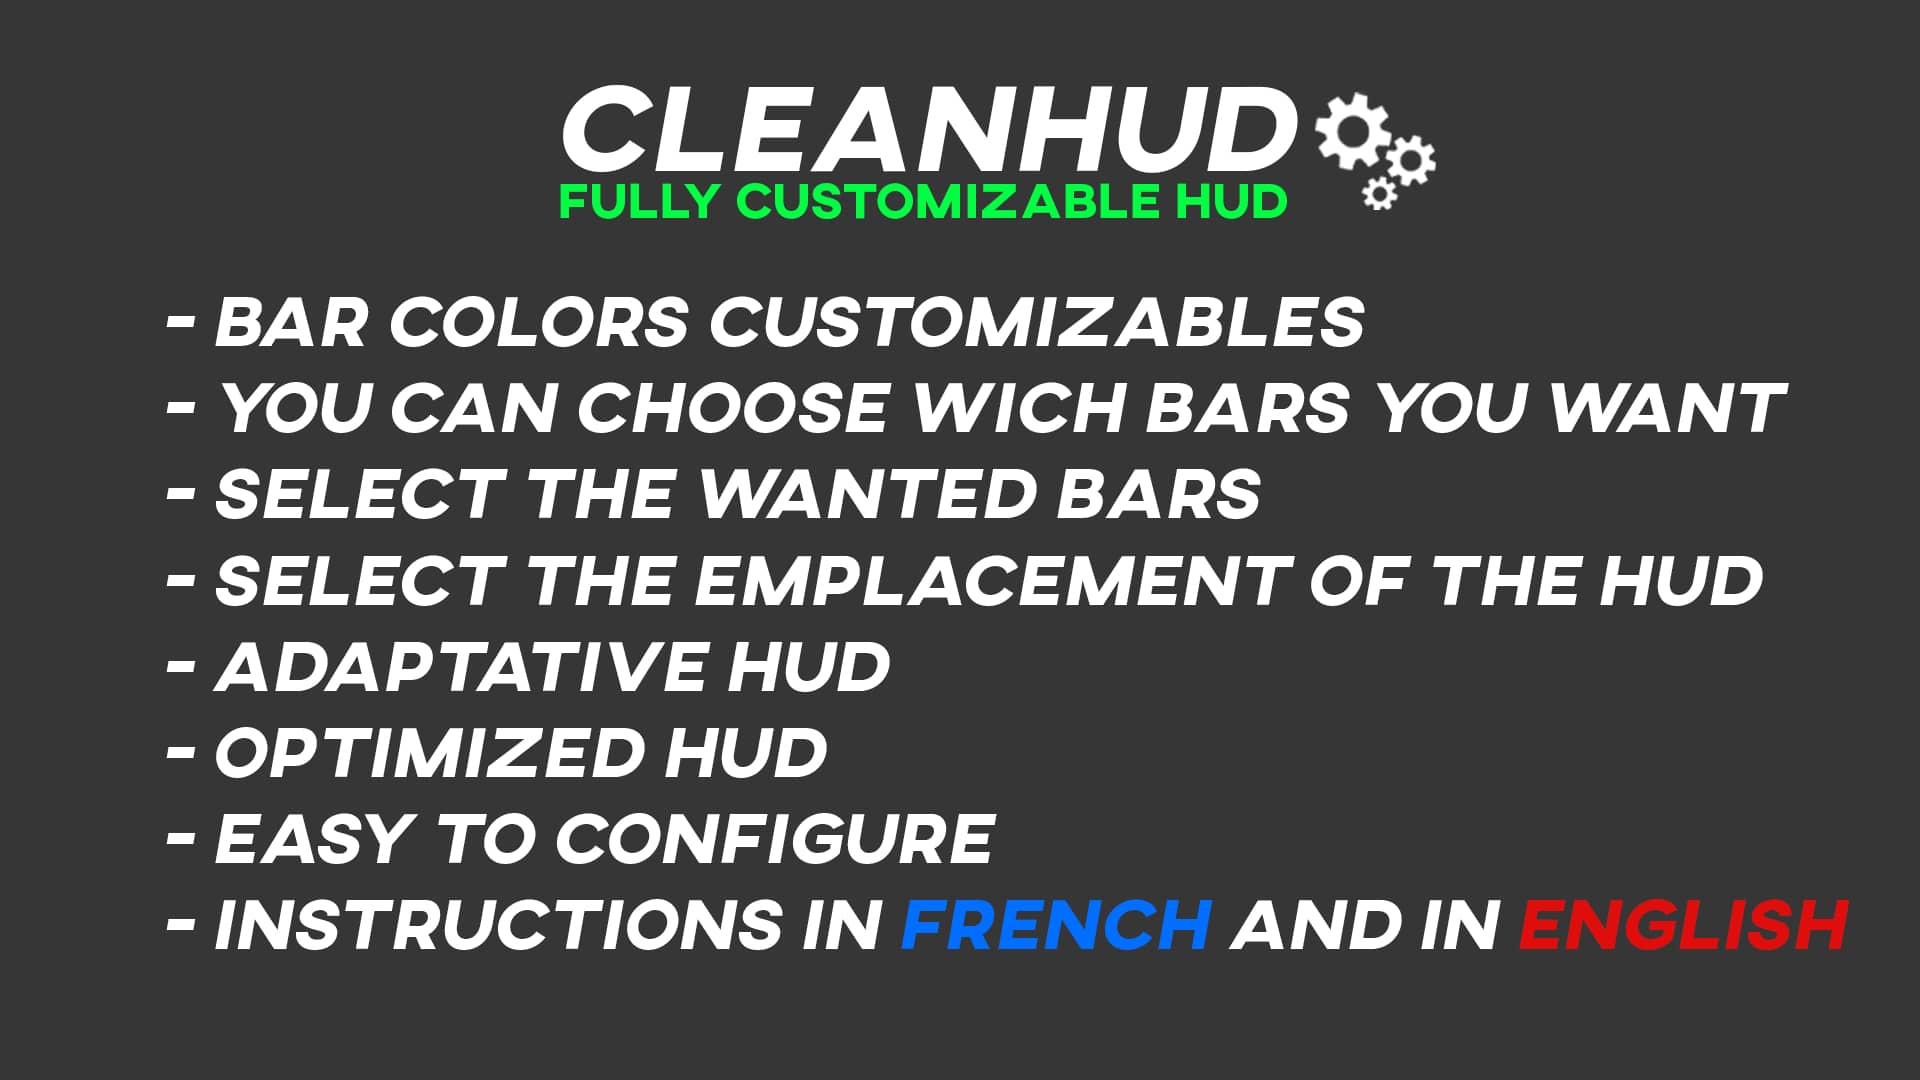 CLEANHUD
FULLY CUSTOMIZABLE HUD
- BAR COLORS CUSTOMIZABLES
- YOU CAN CHOOSE WICH BARS YOU WANT
- SELECT THE WANTED BARS
- SELECT THE EMPLACEMENT OF THE HUD
- ADAPTATIVE HUD
- OPTIMIZED HUD
- EASY TO CONFIGURE
- INSTRUCTIONS IN FRENCH AND IN ENGLISH